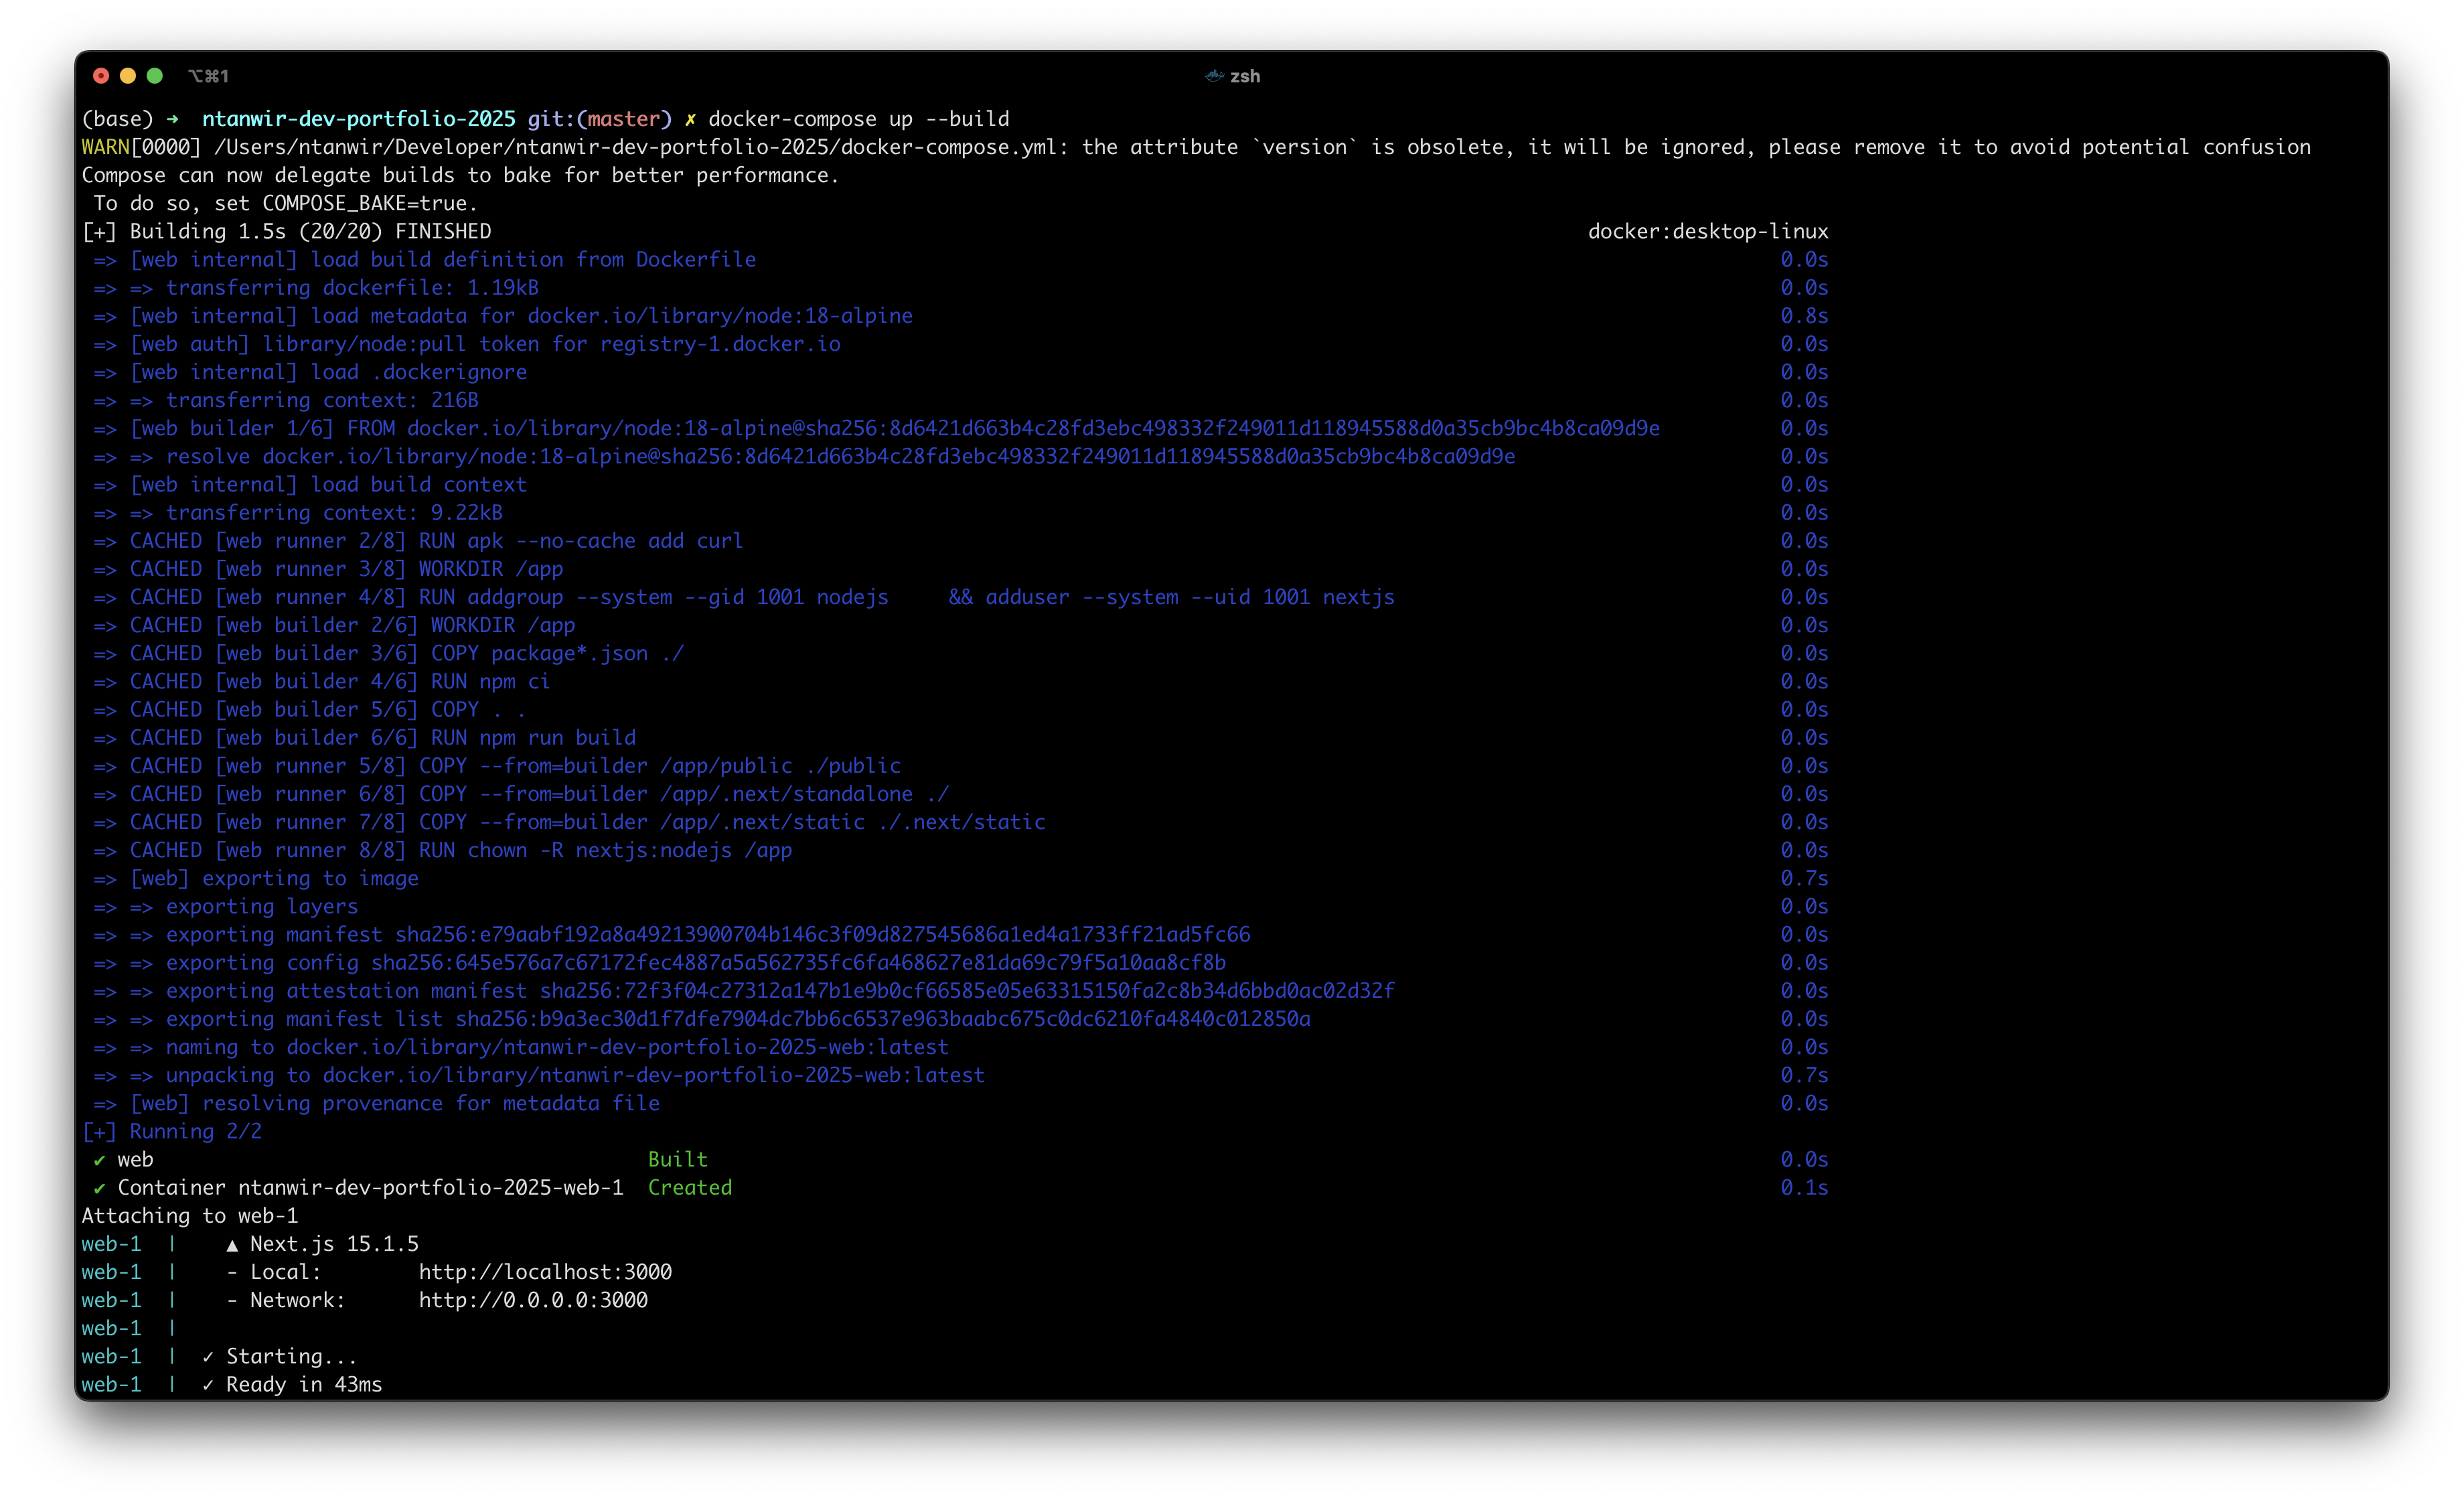 ⌥⌘1
zsh
(base) ➜  ntanwir-dev-portfolio-2025 git:(master) ✗ docker-compose up --build
WARN[0000] /Users/ntanwir/Developer/ntanwir-dev-portfolio-2025/docker-compose.yml: the attribute `version` is obsolete, it will be ignored, please remove it to avoid potential confusion
Compose can now delegate builds to bake for better performance.
 To do so, set COMPOSE_BAKE=true.
[+] Building 1.5s (20/20) FINISHED docker:desktop-linux
 => [web internal] load build definition from Dockerfile 0.0s
 => => transferring dockerfile: 1.19kB 0.0s
 => [web internal] load metadata for docker.io/library/node:18-alpine 0.8s
 => [web auth] library/node:pull token for registry-1.docker.io 0.0s
 => [web internal] load .dockerignore 0.0s
 => => transferring context: 216B 0.0s
 => [web builder 1/6] FROM docker.io/library/node:18-alpine@sha256:8d6421d663b4c28fd3ebc498332f249011d118945588d0a35cb9bc4b8ca09d9e 0.0s
 => => resolve docker.io/library/node:18-alpine@sha256:8d6421d663b4c28fd3ebc498332f249011d118945588d0a35cb9bc4b8ca09d9e 0.0s
 => [web internal] load build context 0.0s
 => => transferring context: 9.22kB 0.0s
 => CACHED [web runner 2/8] RUN apk --no-cache add curl 0.0s
 => CACHED [web runner 3/8] WORKDIR /app 0.0s
 => CACHED [web runner 4/8] RUN addgroup --system --gid 1001 nodejs     && adduser --system --uid 1001 nextjs 0.0s
 => CACHED [web builder 2/6] WORKDIR /app 0.0s
 => CACHED [web builder 3/6] COPY package*.json ./ 0.0s
 => CACHED [web builder 4/6] RUN npm ci 0.0s
 => CACHED [web builder 5/6] COPY . . 0.0s
 => CACHED [web builder 6/6] RUN npm run build 0.0s
 => CACHED [web runner 5/8] COPY --from=builder /app/public ./public 0.0s
 => CACHED [web runner 6/8] COPY --from=builder /app/.next/standalone ./ 0.0s
 => CACHED [web runner 7/8] COPY --from=builder /app/.next/static ./.next/static 0.0s
 => CACHED [web runner 8/8] RUN chown -R nextjs:nodejs /app 0.0s
 => [web] exporting to image 0.7s
 => => exporting layers 0.0s
 => => exporting manifest sha256:e79aabf192a8a49213900704b146c3f09d827545686a1ed4a1733ff21ad5fc66 0.0s
 => => exporting config sha256:645e576a7c67172fec4887a5a562735fc6fa468627e81da69c79f5a10aa8cf8b 0.0s
 => => exporting attestation manifest sha256:72f3f04c27312a147b1e9b0cf66585e05e63315150fa2c8b34d6bbd0ac02d32f 0.0s
 => => exporting manifest list sha256:b9a3ec30d1f7dfe7904dc7bb6c6537e963baabc675c0dc6210fa4840c012850a 0.0s
 => => naming to docker.io/library/ntanwir-dev-portfolio-2025-web:latest 0.0s
 => => unpacking to docker.io/library/ntanwir-dev-portfolio-2025-web:latest 0.7s
 => [web] resolving provenance for metadata file 0.0s
[+] Running 2/2
 ✔ web Built 0.0s
 ✔ Container ntanwir-dev-portfolio-2025-web-1  Created 0.1s
Attaching to web-1
web-1  |    ▲ Next.js 15.1.5
web-1  |    - Local:        http://localhost:3000
web-1  |    - Network:      http://0.0.0.0:3000
web-1  |
web-1  |  ✓ Starting...
web-1  |  ✓ Ready in 43ms